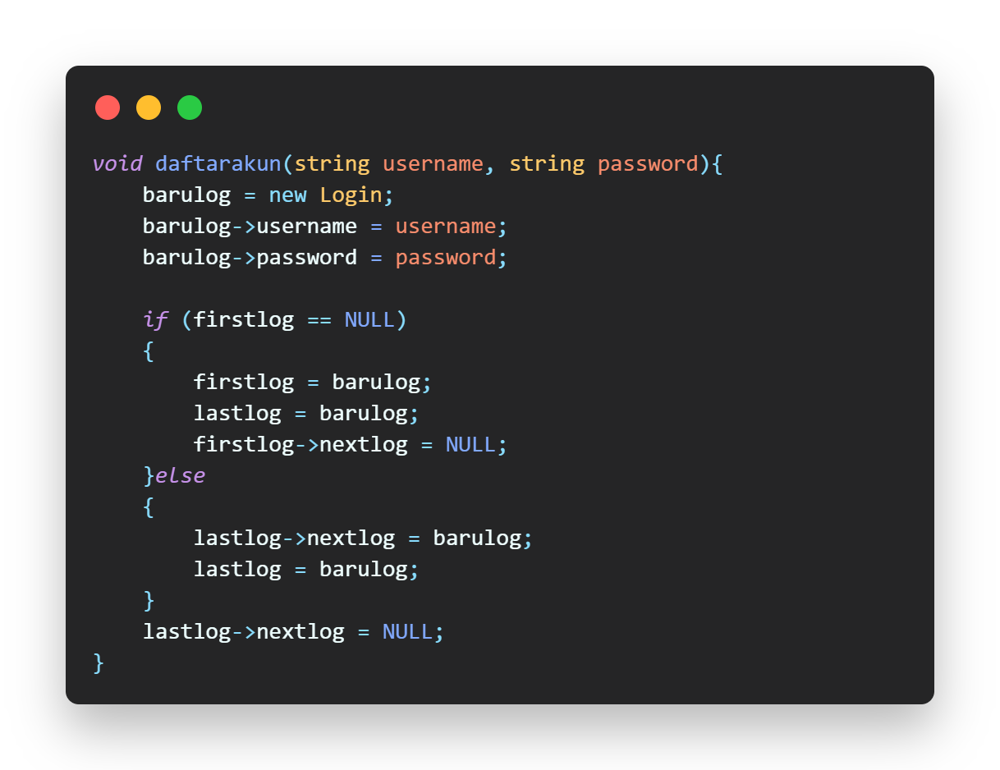 void daftarakun(string username, string password){
    barulog = new Login;
    barulog->username = username;
    barulog->password = password;

    if (firstlog == NULL)
    {
        firstlog = barulog;
        lastlog = barulog;
        firstlog->nextlog = NULL;
    }else
    {
        lastlog->nextlog = barulog;
        lastlog = barulog;
    }
    lastlog->nextlog = NULL;
}